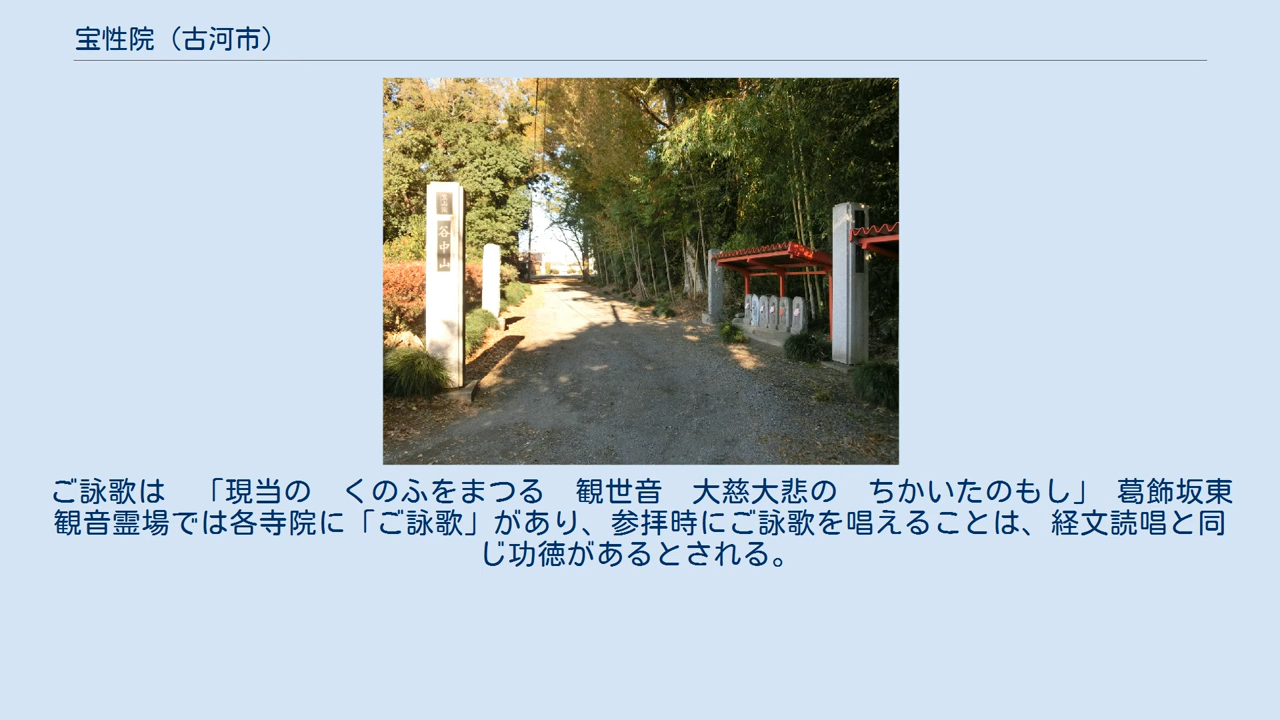 宝性院（古河市）
谷中山
ご詠歌は　「現当の　くのふをまつる　観世音　大慈大悲の　ちかいたのもし」 葛飾坂東
観音霊場では各寺院に「ご詠歌」があり、参拝時にご詠歌を唱えることは、経文読唱と同
じ功徳があるとされる。